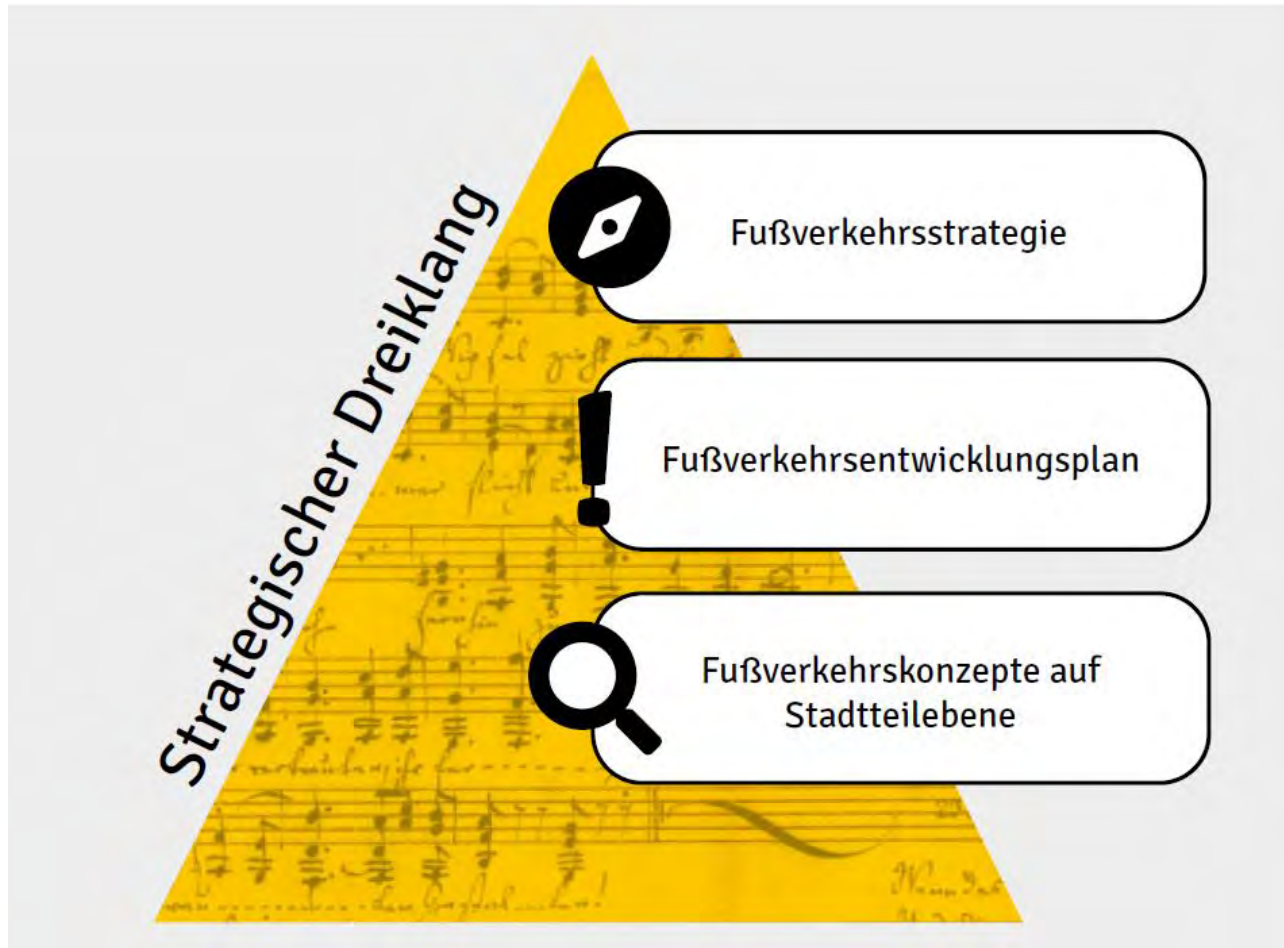 Strategischer Dreiklang
Fußverkehrsstrategie
Fußverkehrsentwicklungsplan
Fußverkehrskonzepte auf
Stadtteilebene